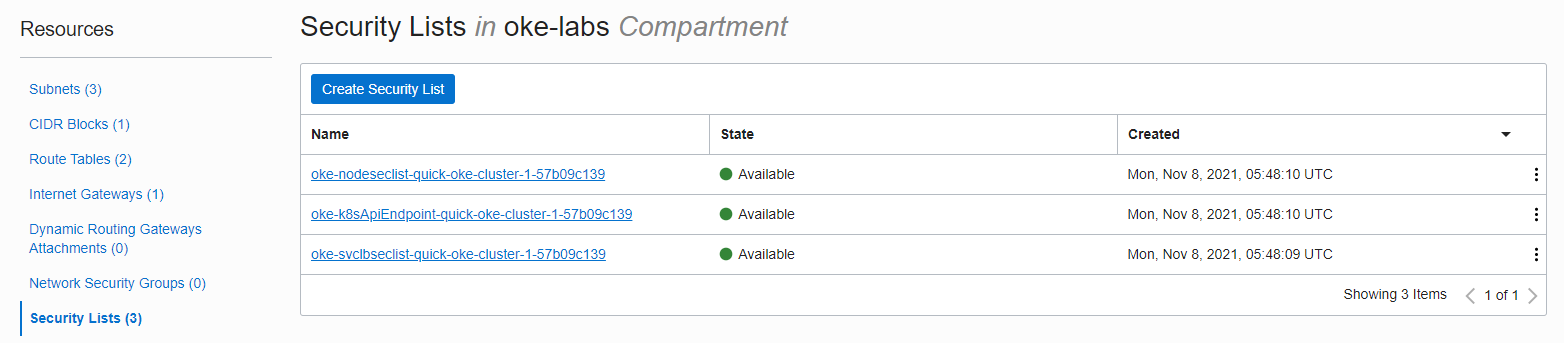 Resources
Subnets (3)
CIDR Blocks (1)
Route Tables (2)
Internet Gateways (1)
Dynamic Routing Gateways
Attachments (0)
Network Security Groups (0)
Security Lists (3)
Security Lists in oke-labs Compartment
Create Security List
Name State Created
oke-nodeseclist-quick-oke-cluster-1-57b09c139 Available Mon, Nov 8, 2021, 05:48:10 UTC
oke-k8sApiEndpoint-quick-oke-cluster-1-57b09c139 Available Mon, Nov 8, 2021, 05:48:10 UTC
oke-svclbseclist-quick-oke-cluster-1-57b09c139 Available Mon, Nov 8, 2021, 05:48:09 UTC
Showing 3 Items 1 of 1